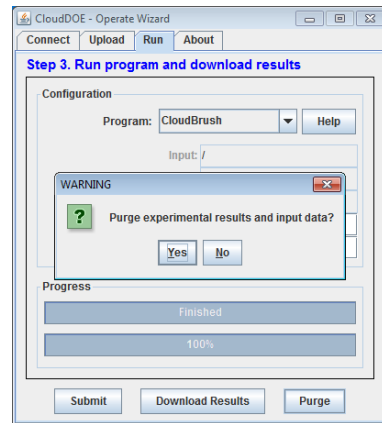 CloudDOE - Operate Wizard
Connect Upload Run About
Step 3. Run program and download results
Configuration
Program: CloudBrush Help
Input: /
WARNING
Purge experimental results and input data?
Yes No
Progress
Finished
100%
Submit Download Results Purge